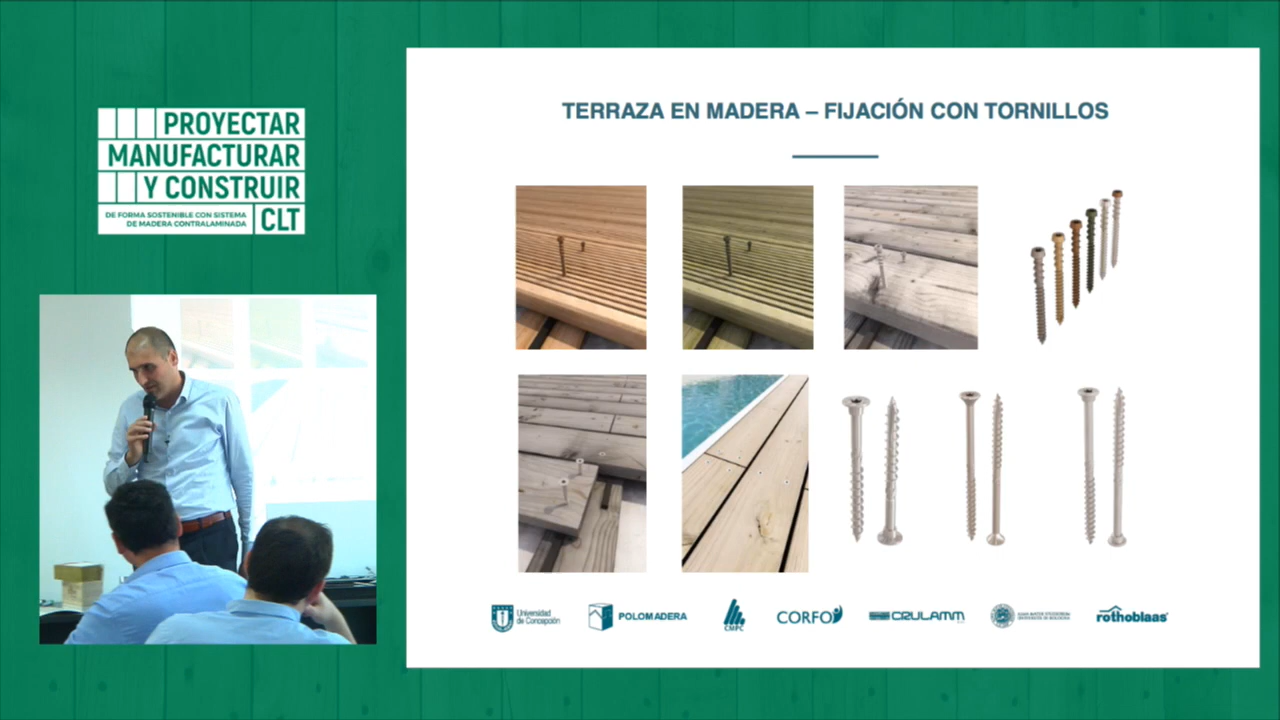 PROYECTAR
MANUFACTURAR
Y CONSTRUIR
DE FORMA SOSTENIBLE CON SISTEMA
DE MADERA CONTRALAMINADA
CLT
TERRAZA EN MADERA – FIJACIÓN CON TORNILLOS
Universidad
de Concepción
POLOMADERA
CMPC
CORFO
CRULAMM
rothoblaas